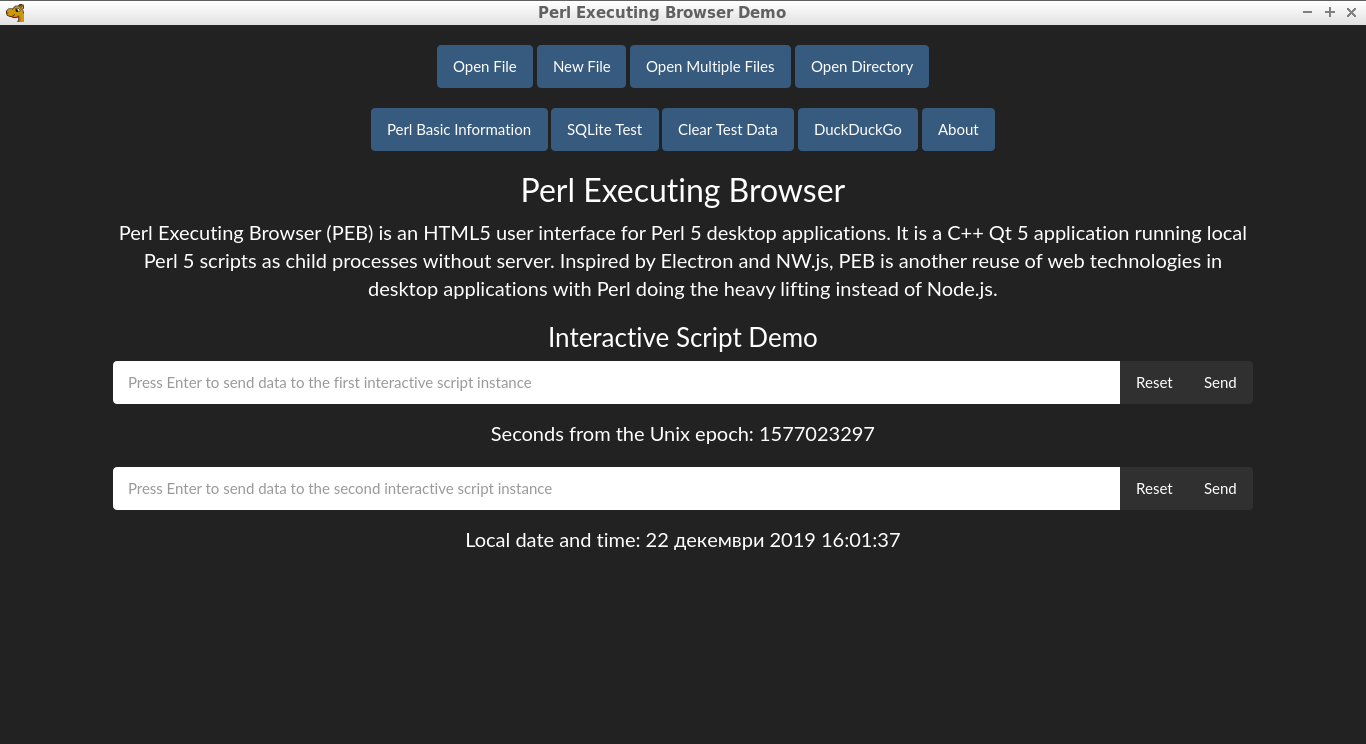 Perl Executing Browser Demo
Open File New File Open Multiple Files Open Directory
Perl Basic Information SQLite Test Clear Test Data DuckDuckGo About
Perl Executing Browser
Perl Executing Browser (PEB) is an HTML5 user interface for Perl 5 desktop applications. It is a C++ Qt 5 application running local
Perl 5 scripts as child processes without server. Inspired by Electron and NW.js, PEB is another reuse of web technologies in
desktop applications with Perl doing the heavy lifting instead of Node.js.
Interactive Script Demo
Press Enter to send data to the first interactive script instance Reset Send
Seconds from the Unix epoch: 1577023297
Press Enter to send data to the second interactive script instance Reset Send
Local date and time: 22 декември 2019 16:01:37